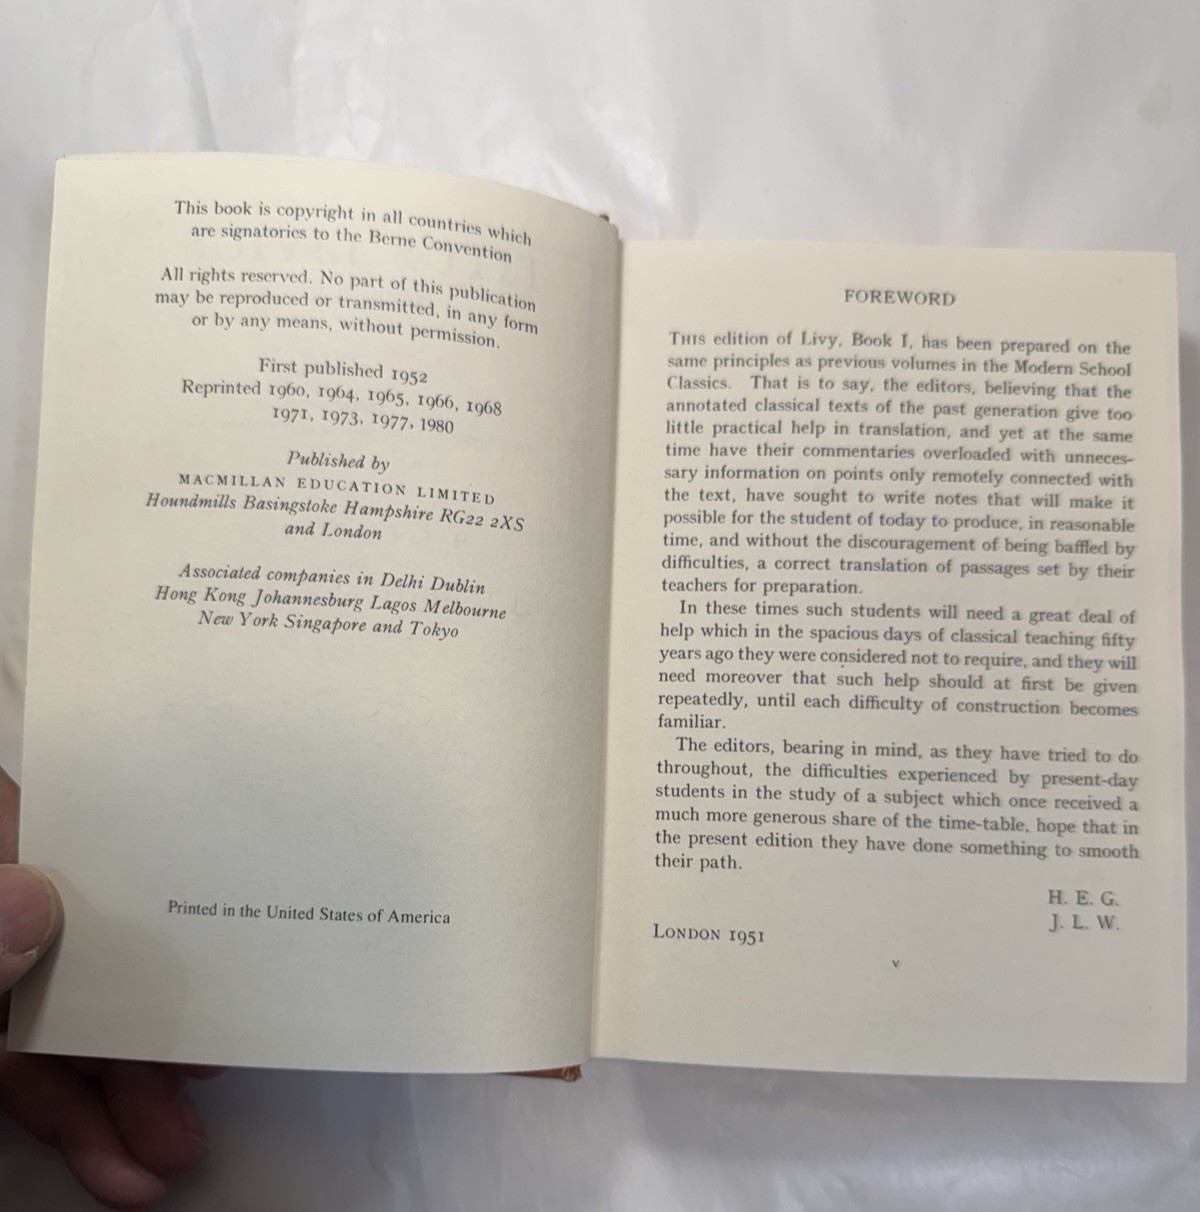 This book is copyright in all countries which
are signatories to the Berne Convention
All rights reserved. No part of this publication
may be reproduced or transmitted, in any form
or by any means, without permission.
First published 1952
Reprinted 1960, 1964, 1965, 1966, 1968
1971, 1973, 1977, 1980
Published by
MACMILLAN EDUCATION LIMITED
Houndmills Basingstoke Hampshire RG22 2XS
and London
Associated companies in Delhi Dublin
Hong Kong Johannesburg Lagos Melbourne
New York Singapore and Tokyo
Printed in the United States of America
FOREWORD
THIS edition of Livy, Book I, has been prepared on the
same principles as previous volumes in the Modern School
Classics. That is to say, the editors, believing that the
annotated classical texts of the past generation give too
little practical help in translation, and yet at the same
time have their commentaries overloaded with unneces-
sary information on points only remotely connected with
the text, have sought to write notes that will make it
possible for the student of today to produce, in reasonable
time, and without the discouragement of being baffled by
difficulties, a correct translation of passages set by their
teachers for preparation.
In these times such students will need a great deal of
help which in the spacious days of classical teaching fifty
years ago they were considered not to require, and they will
need moreover that such help should at first be given
repeatedly, until each difficulty of construction becomes
familiar.
The editors, bearing in mind, as they have tried to do
throughout, the difficulties experienced by present-day
students in the study of a subject which once received a
much more generous share of the time-table, hope that in
the present edition they have done something to smooth
their path.
H. E. G.
J. L. W.
LONDON 1951
v